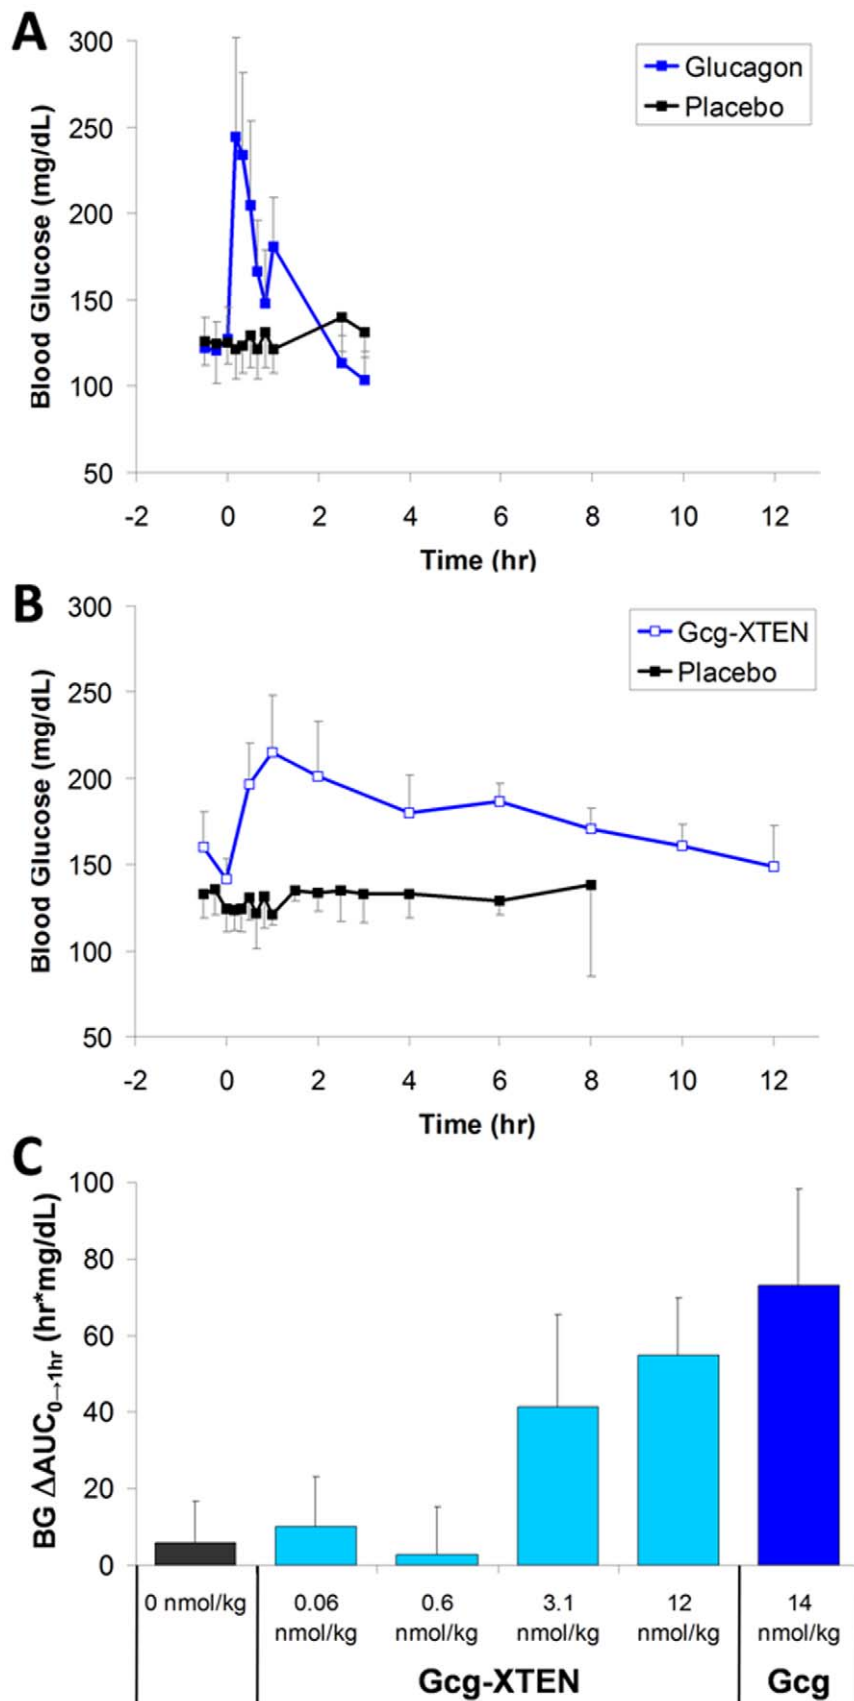 A
300
250
200
150
100
50
Blood Glucose (mg/dL)
Glucagon
Placebo
-2 0 2 4 6 8 10 12
Time (hr)
B
300
250
200
150
100
50
Blood Glucose (mg/dL)
Gcg-XTEN
Placebo
-2 0 2 4 6 8 10 12
Time (hr)
C
100
80
60
40
20
0
BG ΔAUC0→1hr (hr*mg/dL)
0 nmol/kg
0.06 nmol/kg
0.6 nmol/kg
3.1 nmol/kg
12 nmol/kg
14 nmol/kg
Gcg-XTEN
Gcg